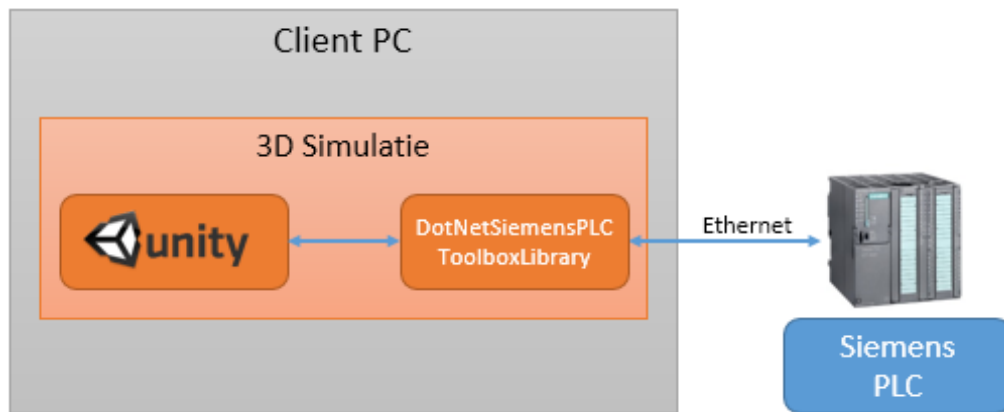 Client PC
3D Simulatie
unity
DotNetSiemensPLC
ToolboxLibrary
Ethernet
Siemens
PLC